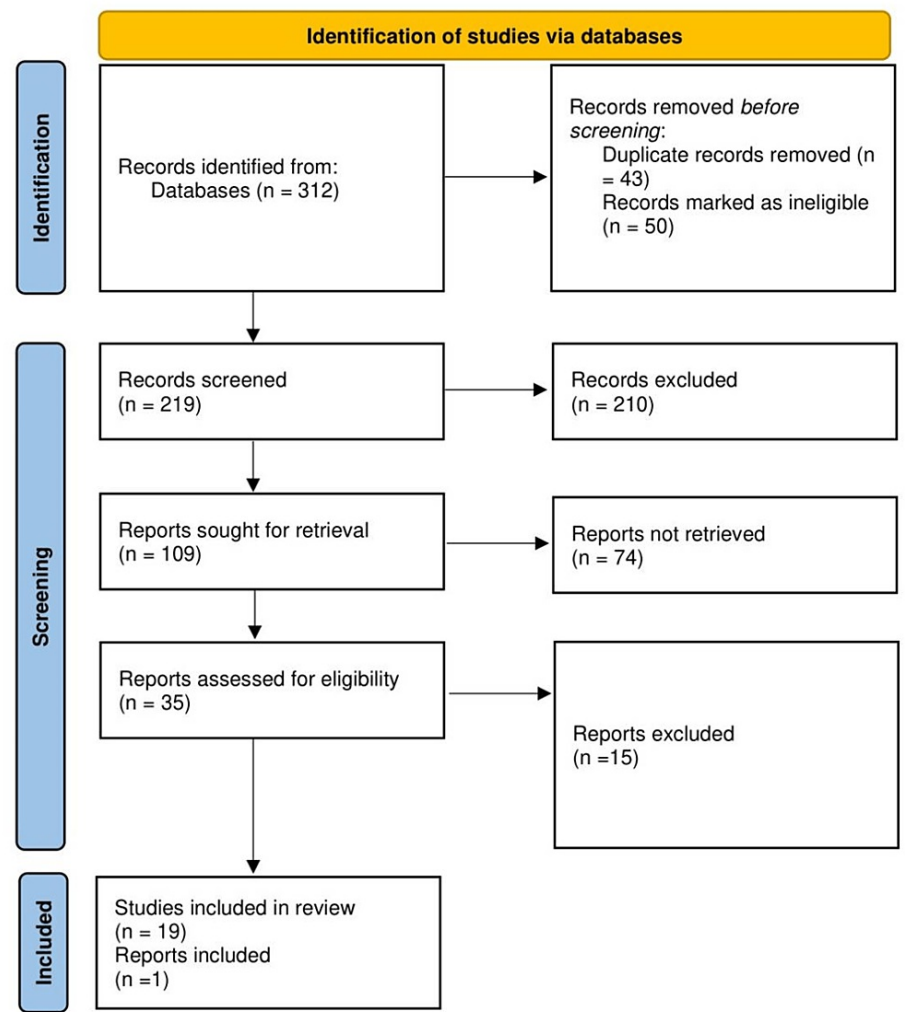 Identification of studies via databases
Identification
Records identified from:
Databases (n = 312)
Records removed before
screening:
Duplicate records removed (n
= 43)
Records marked as ineligible
(n = 50)
Screening
Records screened
(n = 219)
Records excluded
(n = 210)
Reports sought for retrieval
(n = 109)
Reports not retrieved
(n = 74)
Reports assessed for eligibility
(n = 35)
Reports excluded
(n =15)
Included
Studies included in review
(n = 19)
Reports included
(n =1)